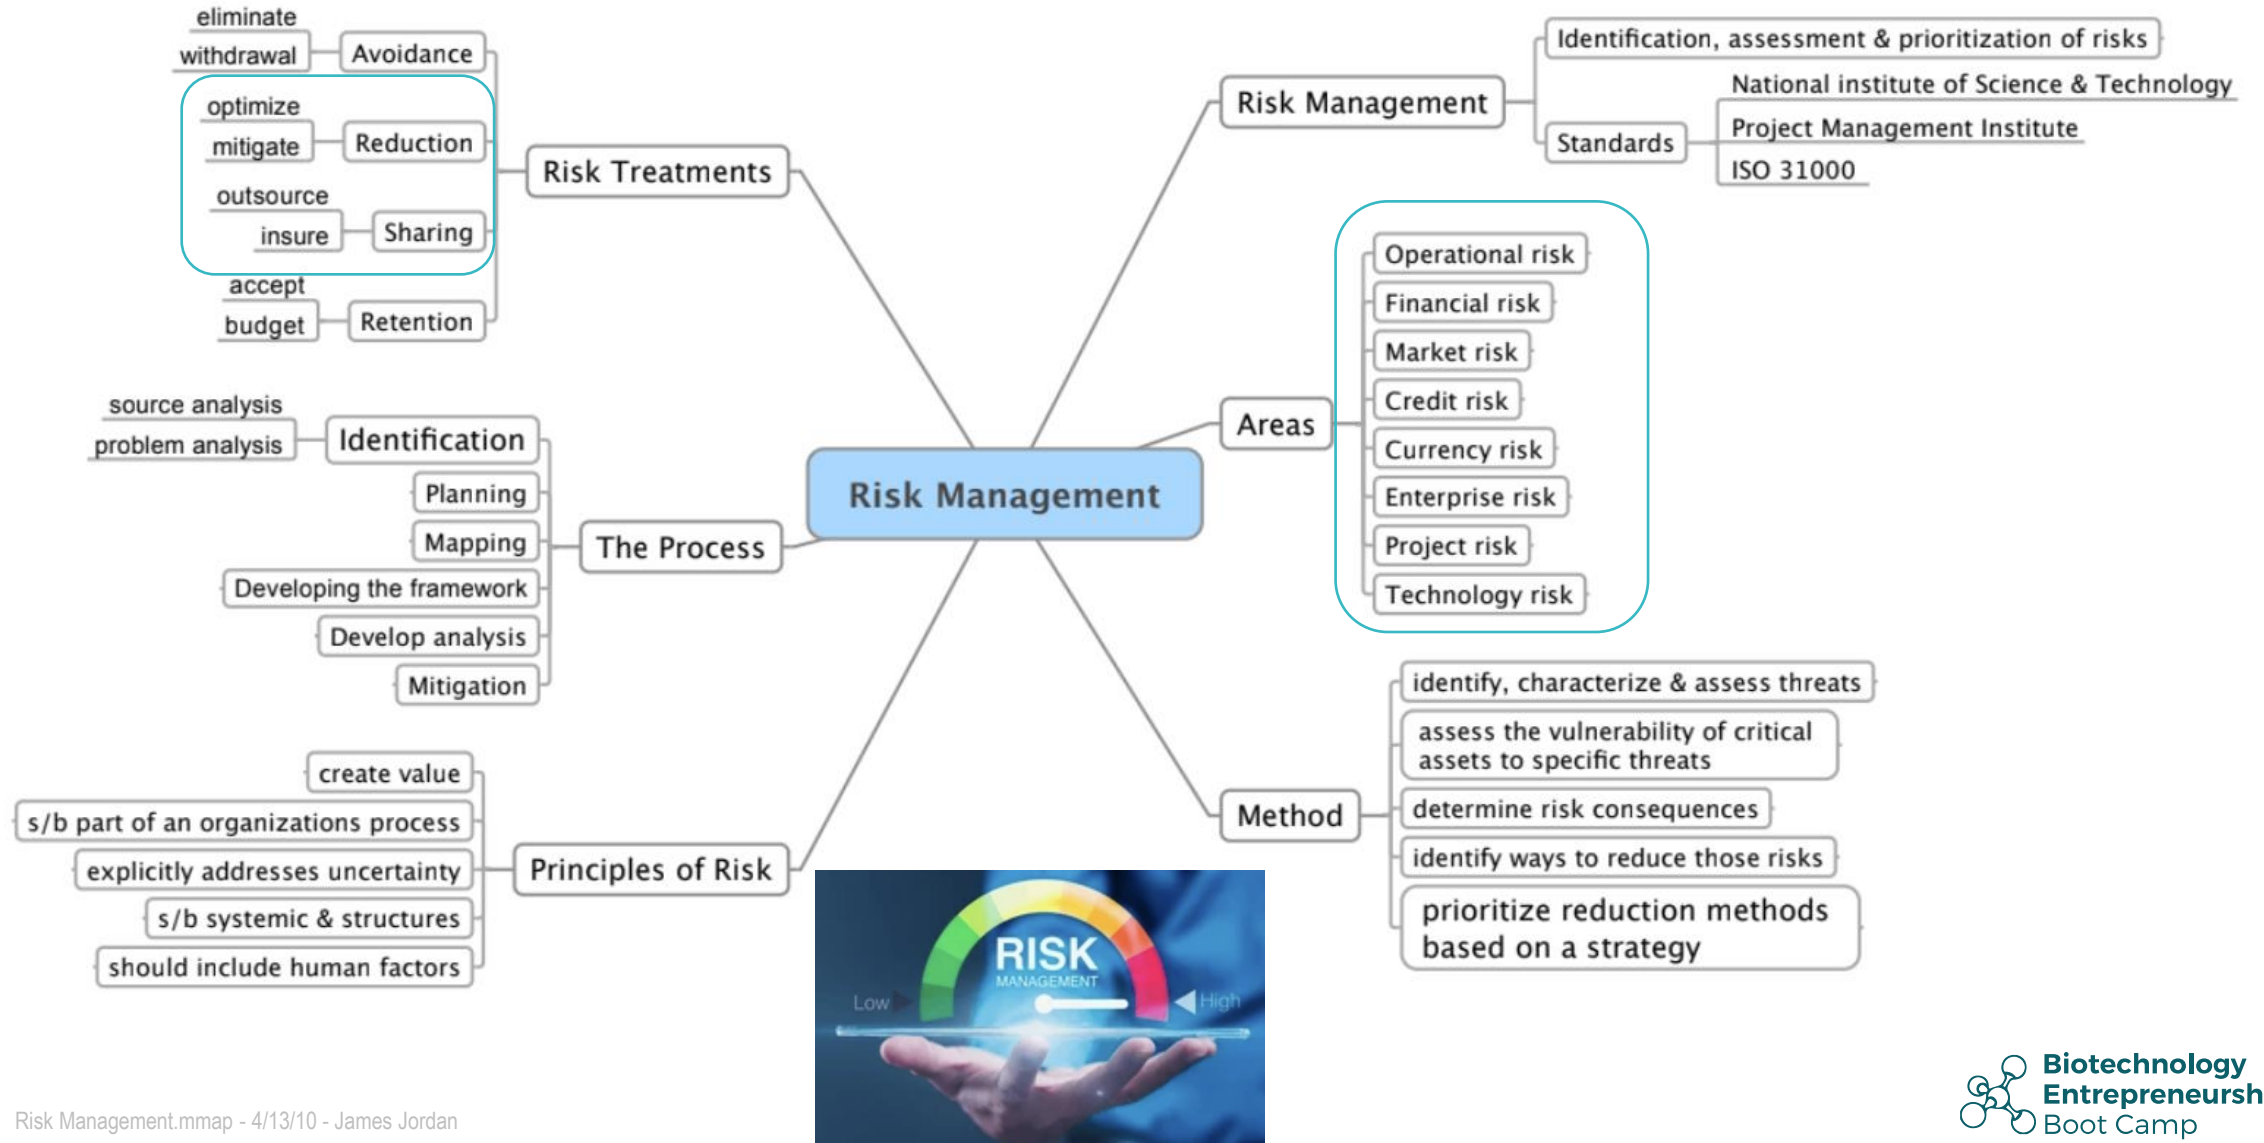 eliminate
withdrawal
Avoidance
optimize
mitigate
Reduction
outsource
insure
Sharing
accept
budget
Retention
Risk Treatments
source analysis
problem analysis
Identification
Planning
Mapping
Developing the framework
Develop analysis
Mitigation
The Process
create value
s/b part of an organizations process
explicitly addresses uncertainty
s/b systemic & structures
should include human factors
Principles of Risk
Risk Management
Risk Management
Identification, assessment & prioritization of risks
Standards
National institute of Science & Technology
Project Management Institute
ISO 31000
Areas
Operational risk
Financial risk
Market risk
Credit risk
Currency risk
Enterprise risk
Project risk
Technology risk
Method
identify, characterize & assess threats
assess the vulnerability of critical
assets to specific threats
determine risk consequences
identify ways to reduce those risks
prioritize reduction methods
based on a strategy
RISK
MANAGEMENT
Low
High
Risk Management.mmap - 4/13/10 - James Jordan
Biotechnology
Entrepreneursh
Boot Camp